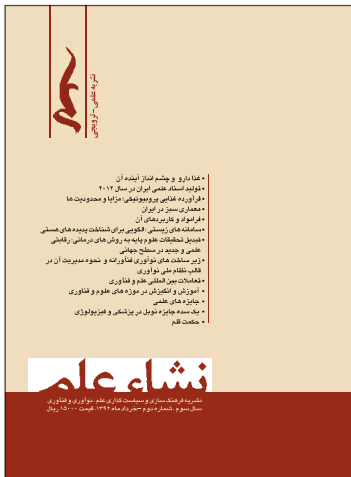 علم
نشریه علمی - ترویجی
• غذا دارو و چشم انداز آینده آن
• تولید اسناد علمی ایران در سال ۲۰۱۲
• فرآورده غذایی پروبیوتیکی؛ مزایا و محدودیت ها
• معماری سبز در ایران
• فرامواد و کاربردهای آن
• سامانه های زیستی: الگویی برای شناخت پدیده های هستی
• تبدیل تحقیقات علوم پایه به روش های درمانی: رقابتی
علمی و جدید در سطح جهانی
• زیر ساخت های نوآوری فناورانه و نحوه مدیریت آن در
قالب نظام ملی نوآوری
• تعاملات بین المللی علم و فنآوری
• آموزش و انگیزش در موزه های علوم و فناوری
• جایزه های علمی
• یک سده جایزه نوبل در پزشکی و فیزیولوژی
• حکمت قلم
نشاء علم
نشریه فرهنگ سازی و سیاست گذاری علم، نوآوری و فنآوری
سال سوم، شماره دوم -خرداد ماه ۱۳۹۲، قیمت ۱۵۰۰۰ ریال